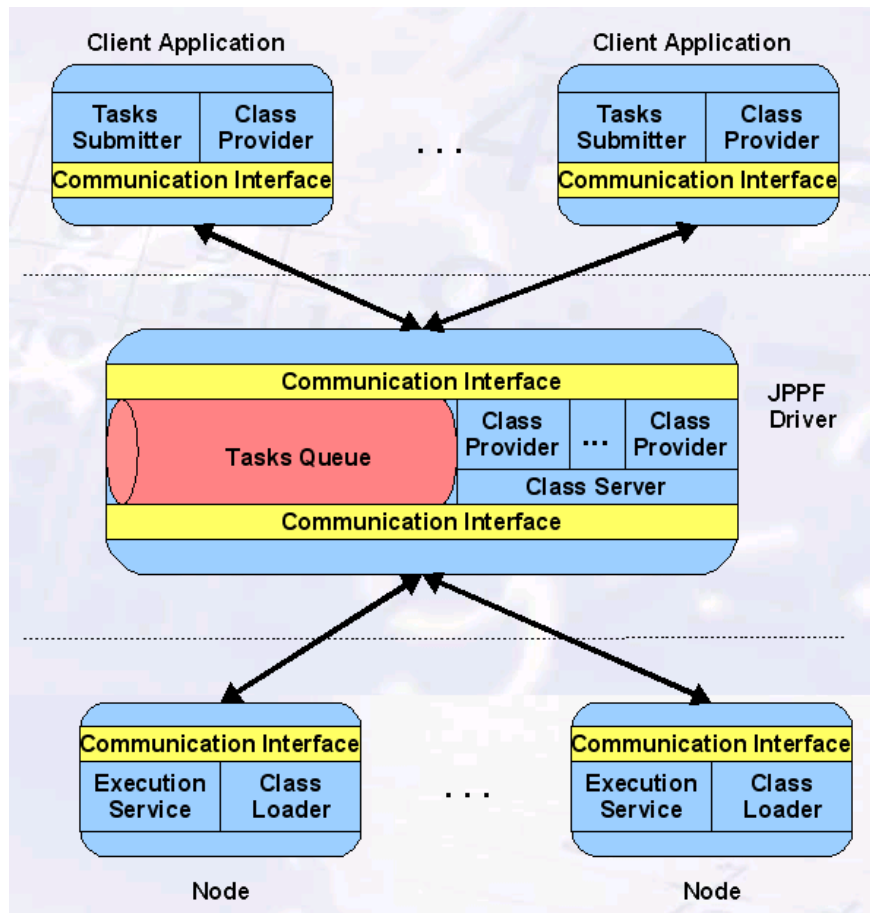 Client Application
Client Application
Tasks
Submitter
Class
Provider
Communication Interface
. . .
Tasks
Submitter
Class
Provider
Communication Interface
Communication Interface
Tasks Queue
Class
Provider
...
Class
Provider
Class Server
Communication Interface
JPPF
Driver
Communication Interface
Execution
Service
Class
Loader
. . .
Communication Interface
Execution
Service
Class
Loader
Node
Node